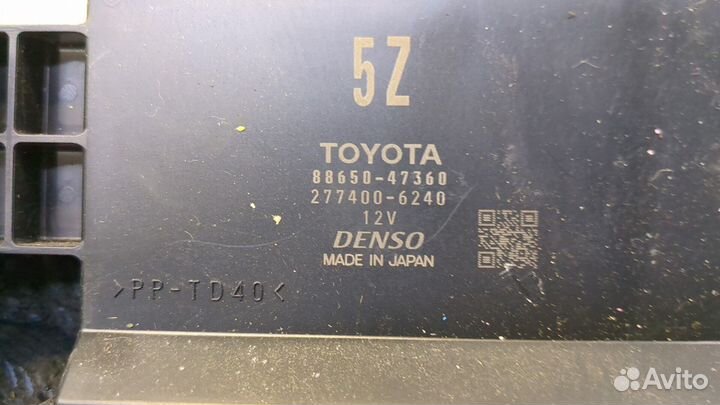 5Z
TOYOTA
88650-47360
277400-6240
12V
DENSO
MADE IN JAPAN
>PP-TD40<
Avito